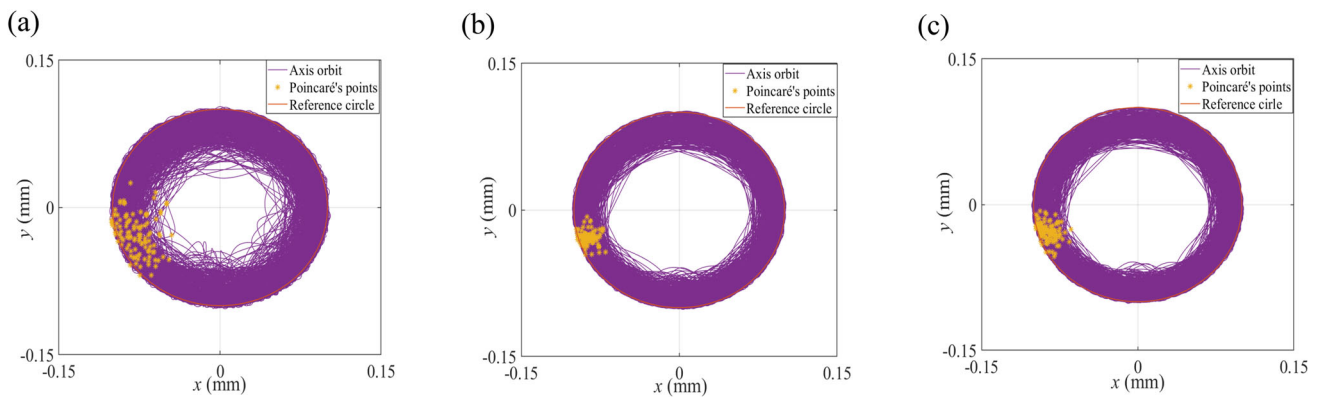 (a)
0.15
Axis orbit
Poincaré's points
Reference circle
y (mm)
0
-0.15
-0.15
0
0.15
x (mm)
(b)
0.15
Axis orbit
Poincaré's points
Reference circle
y (mm)
0
-0.15
-0.15
0
0.15
x (mm)
(c)
0.15
Axis orbit
Poincaré's points
Reference cirle
y (mm)
0
-0.15
-0.15
0
0.15
x (mm)